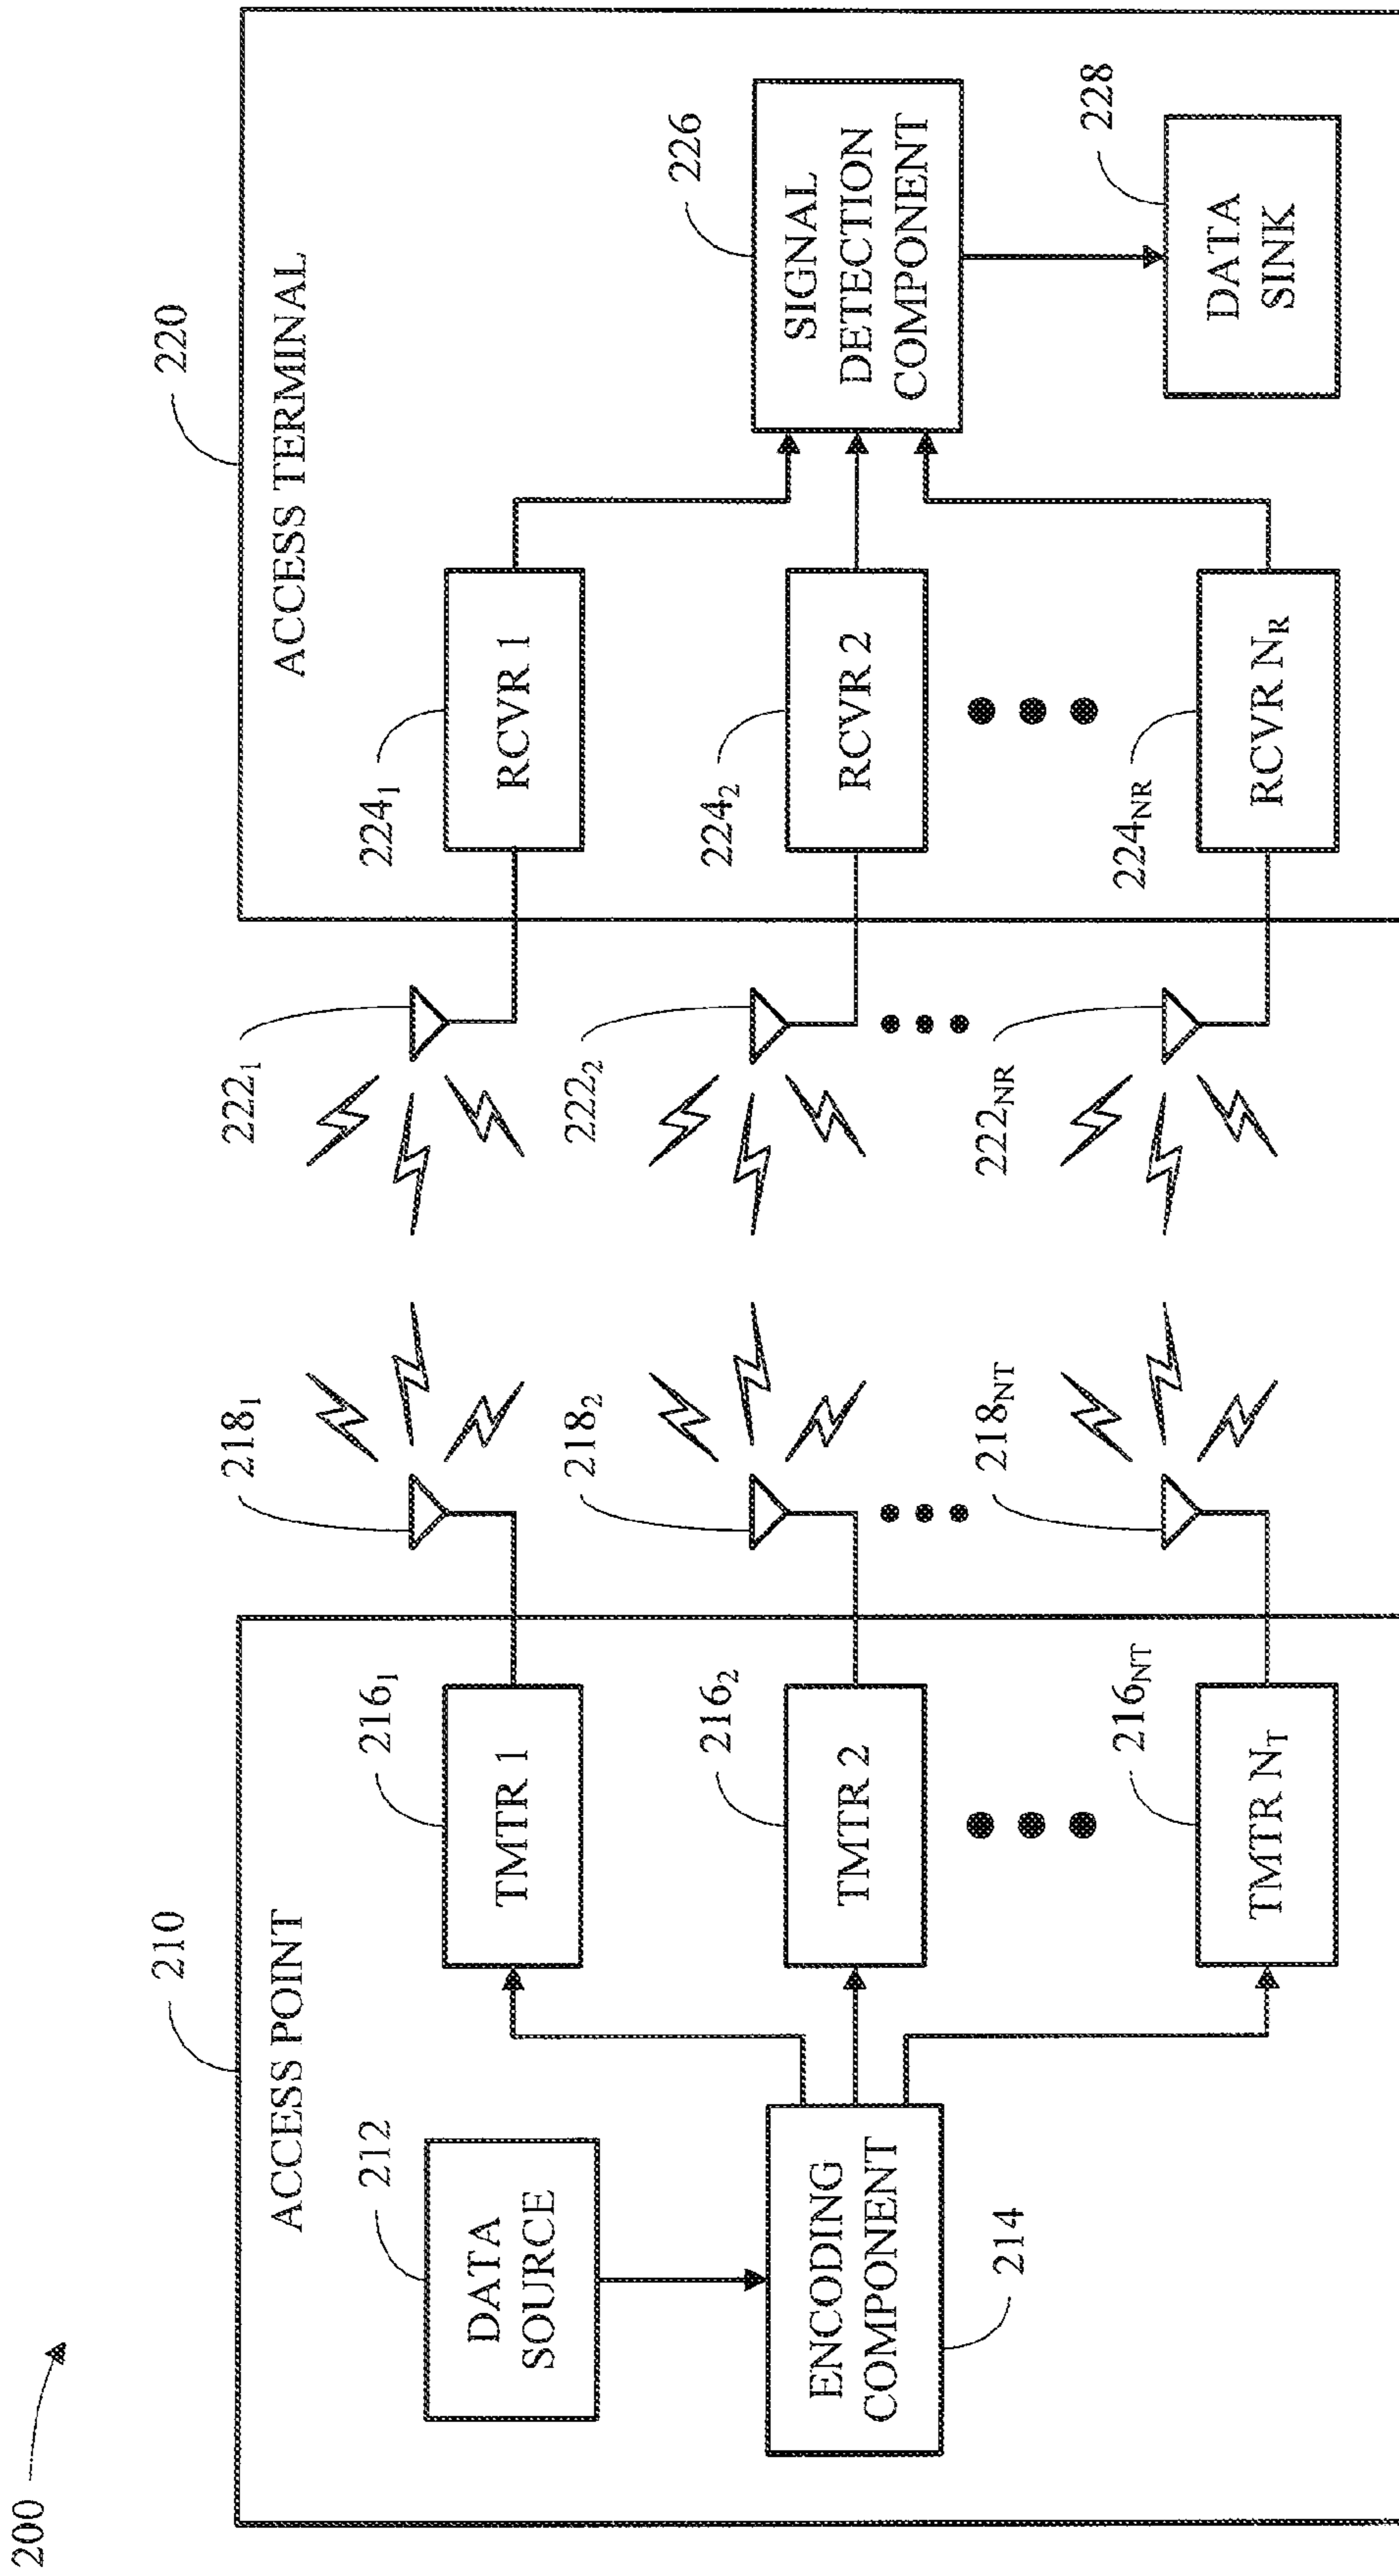 200
210
220
ACCESS POINT
ACCESS TERMINAL
212
DATA
SOURCE
ENCODING
COMPONENT
214
216₁
TMTR 1
216₂
TMTR 2
216NT
TMTR NT
218₁
218₂
218NT
222₁
222₂
222NR
224₁
RCVR 1
224₂
RCVR 2
224NR
RCVR NR
226
SIGNAL
DETECTION
COMPONENT
228
DATA
SINK